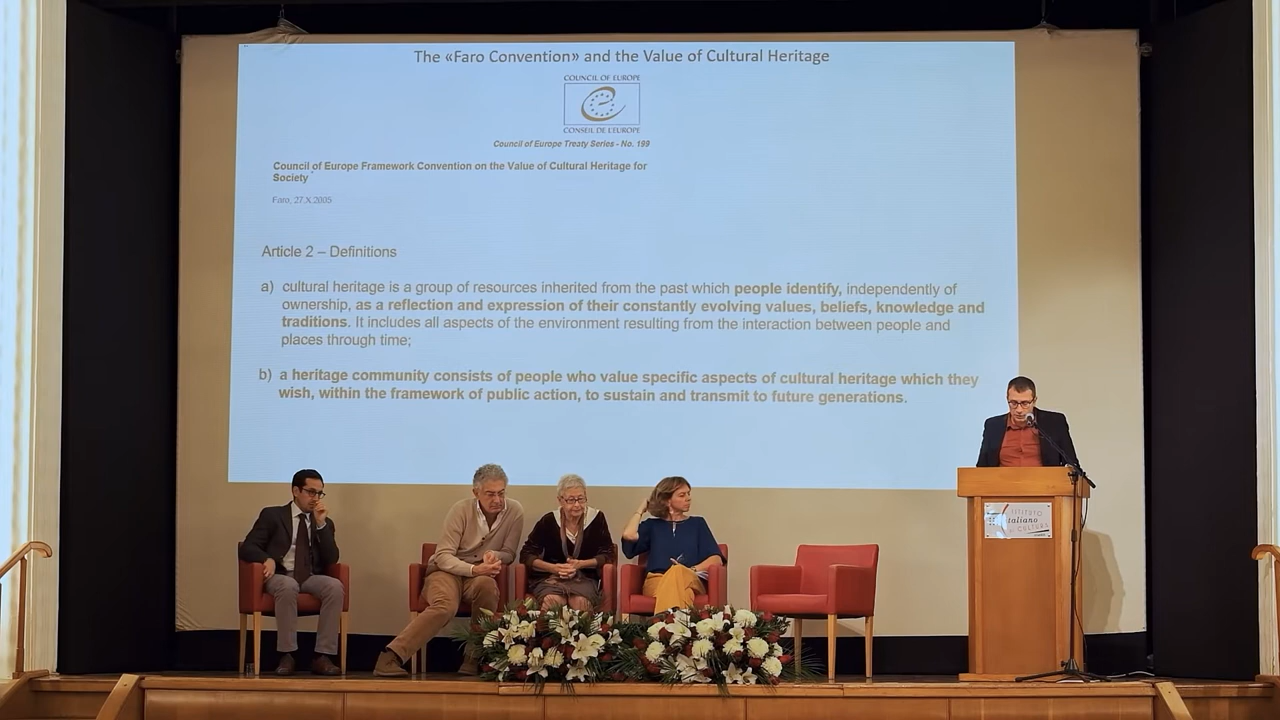 The «Faro Convention» and the Value of Cultural Heritage
COUNCIL OF EUROPE
CONSEIL DE L'EUROPE
Council of Europe Treaty Series - No. 199
Council of Europe Framework Convention on the Value of Cultural Heritage for
Society*
Faro, 27.X.2005
Article 2 – Definitions
a) cultural heritage is a group of resources inherited from the past which people identify, independently of
ownership, as a reflection and expression of their constantly evolving values, beliefs, knowledge and
traditions. It includes all aspects of the environment resulting from the interaction between people and
places through time;
b) a heritage community consists of people who value specific aspects of cultural heritage which they
wish, within the framework of public action, to sustain and transmit to future generations.
ISTITUTO
italiano
di CULTURA